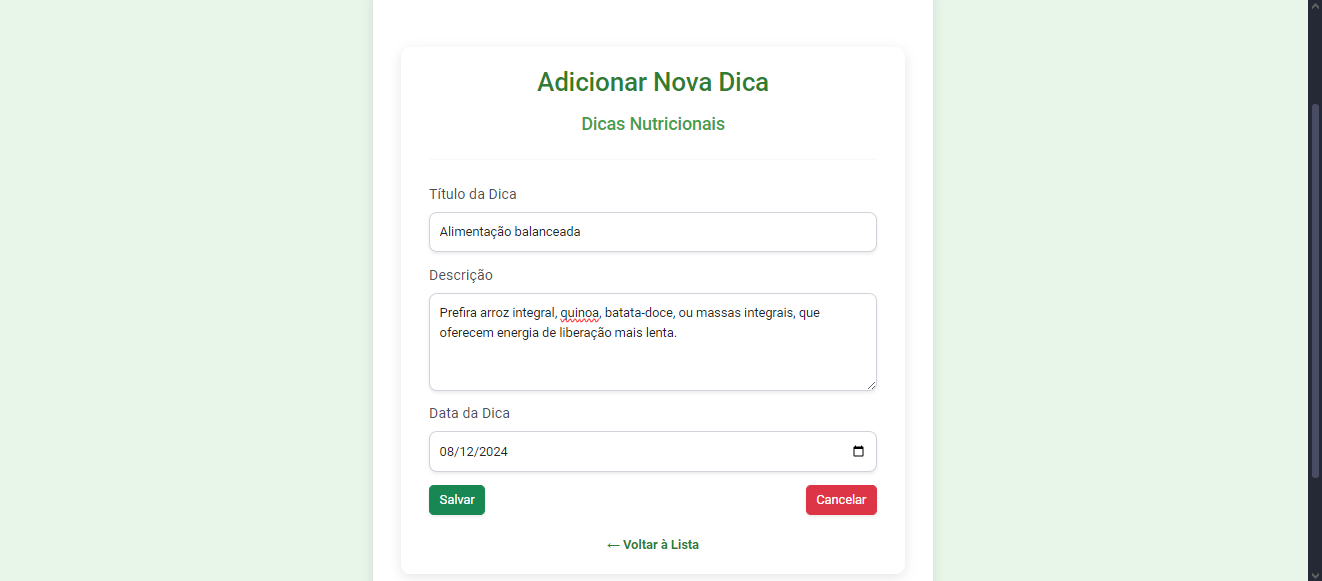 Adicionar Nova Dica
Dicas Nutricionais
Título da Dica
Alimentação balanceada
Descrição
Prefira arroz integral, quinoa, batata-doce, ou massas integrais, que
oferecem energia de liberação mais lenta.
Data da Dica
08/12/2024
Salvar
Cancelar
← Voltar à Lista